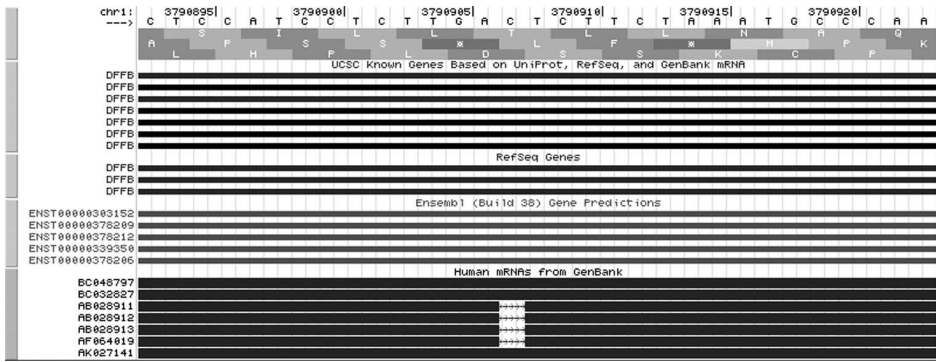 chr1: 3790895| 3790900| 3790905| 3790910| 3790915| 3790920|
---> C T C C A T C C T C T T G A C T C T T C T A A A T G C C C A A
S I L L T L L N A Q
A P S S * L F * M P K
L H P L D S S K C P
UCSC Known Genes Based on UniProt, RefSeq, and GenBank mRNA
DFFB
DFFB
DFFB
DFFB
DFFB
DFFB
DFFB
RefSeq Genes
DFFB
DFFB
DFFB
Ensembl (Build 38) Gene Predictions
ENST00000303152
ENST00000378209
ENST00000378212
ENST00000339350
ENST00000378206
Human mRNAs from GenBank
BC048797
BC032827
AB028911
AB028912
AB028913
AF064019
AK027141